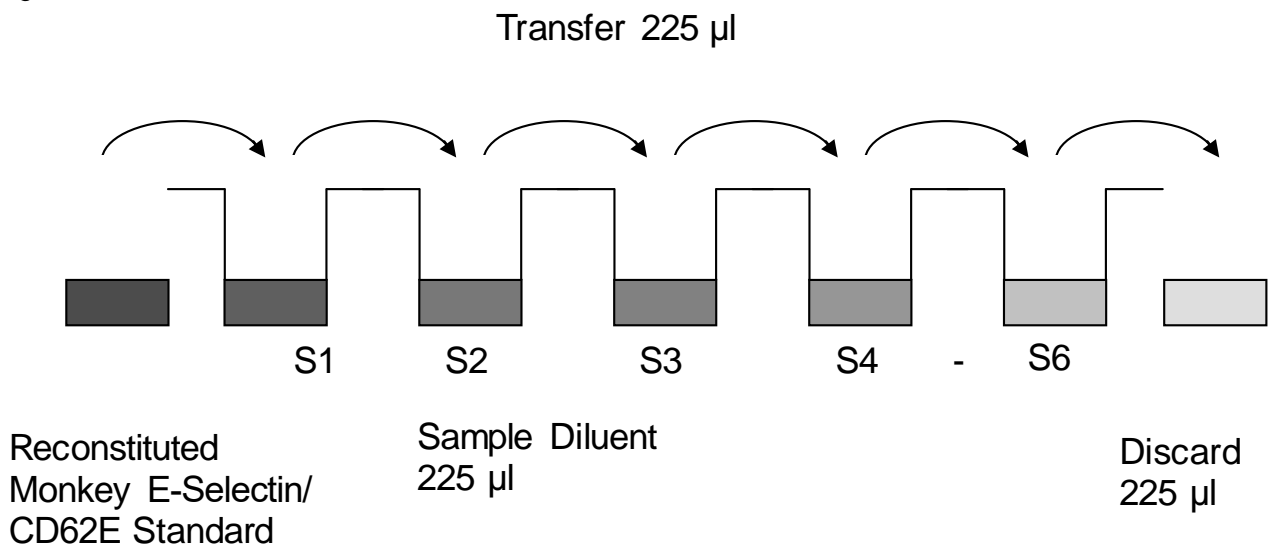 Transfer 225 µl
S1 S2 S3 S4 - S6
Reconstituted
Monkey E-Selectin/
CD62E Standard
Sample Diluent
225 µl
Discard
225 µl